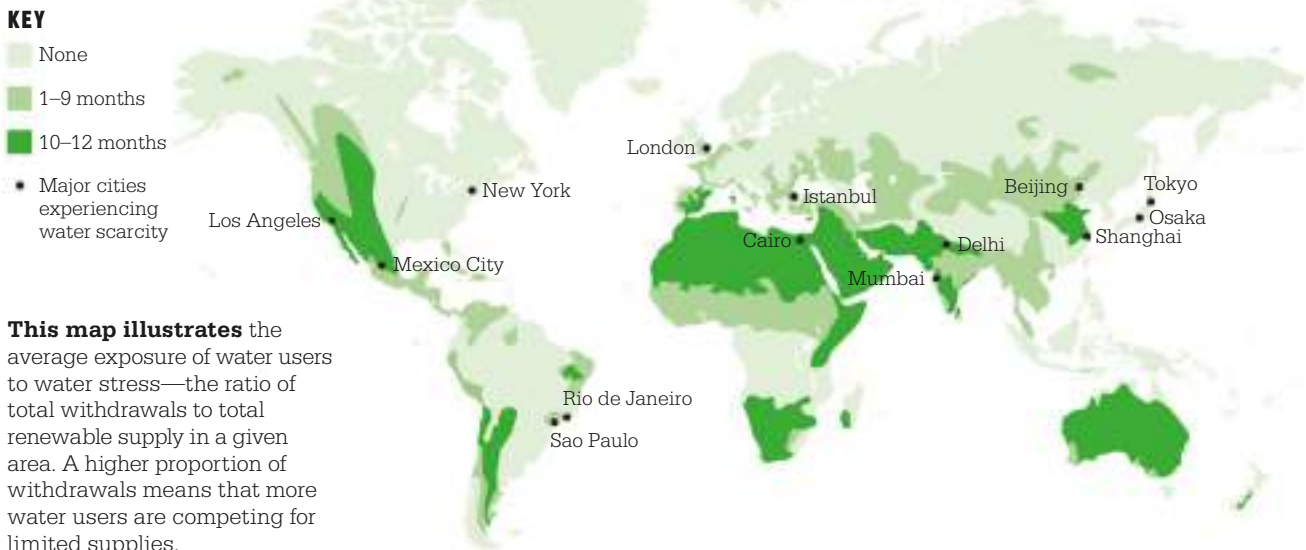 KEY
None
1–9 months
10–12 months
Major cities
experiencing
water scarcity
This map illustrates the
average exposure of water users
to water stress—the ratio of
total withdrawals to total
renewable supply in a given
area. A higher proportion of
withdrawals means that more
water users are competing for
limited supplies.
London
New York
Istanbul
Beijing
Tokyo
Los Angeles
Osaka
Cairo
Delhi
Shanghai
Mexico City
Mumbai
Rio de Janeiro
Sao Paulo